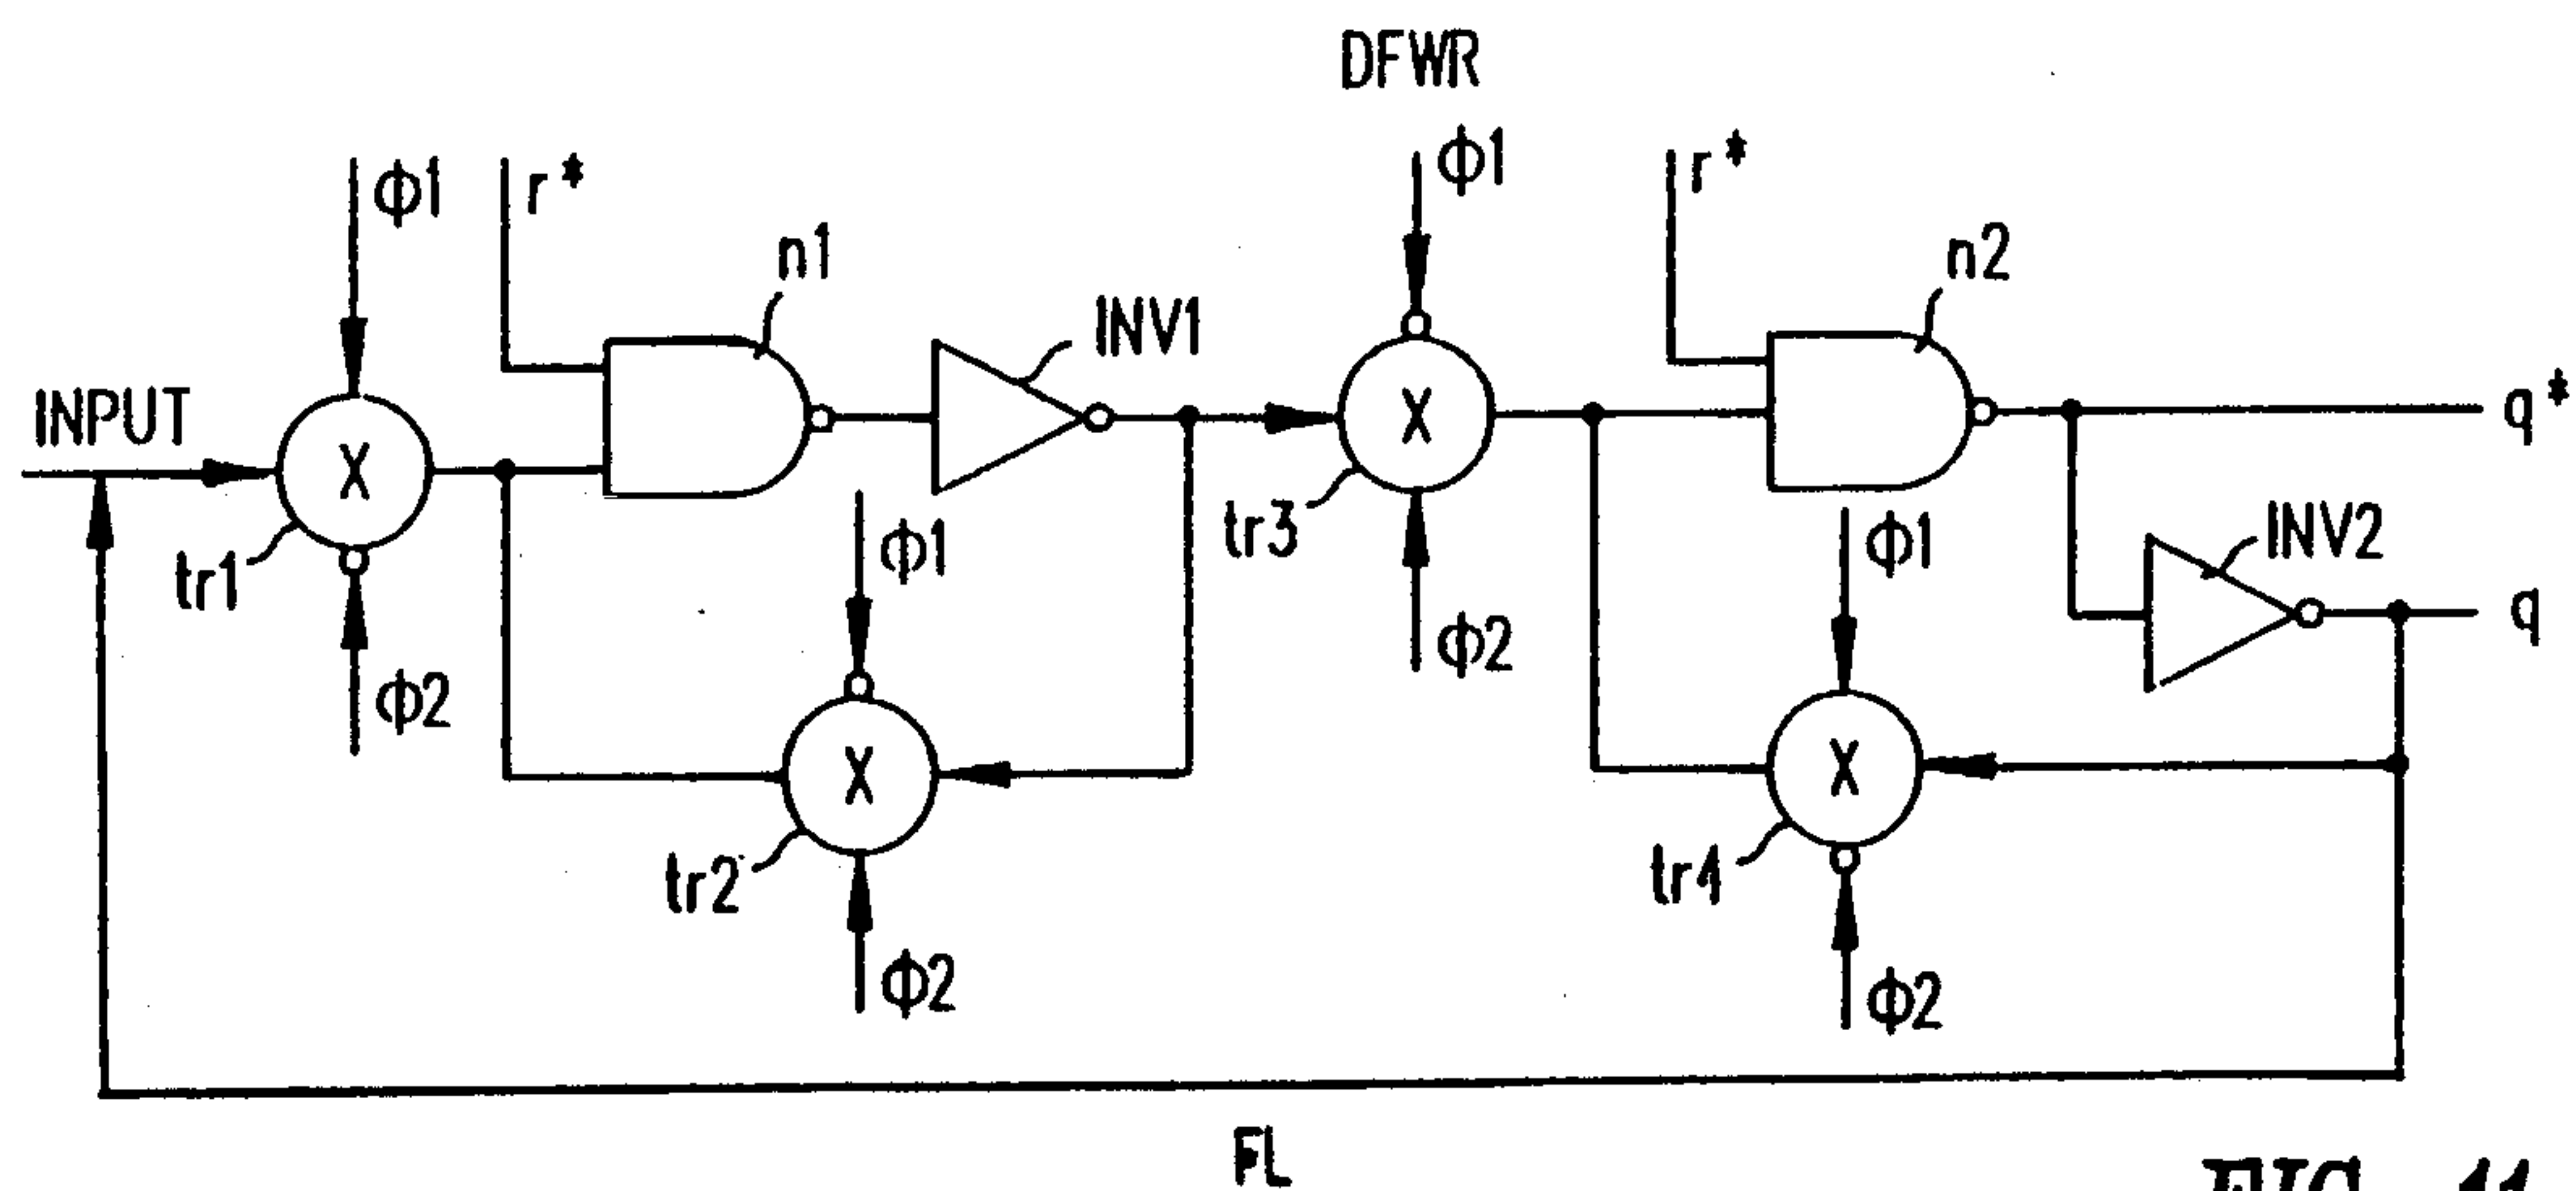 DFWR
ϕ1
r*
ϕ1
r*
n1
n2
INV1
INPUT
X
X
q*
tr1
ϕ1
tr3
ϕ1
INV2
q
ϕ2
ϕ2
X
X
tr2
tr4
ϕ2
ϕ2
FL